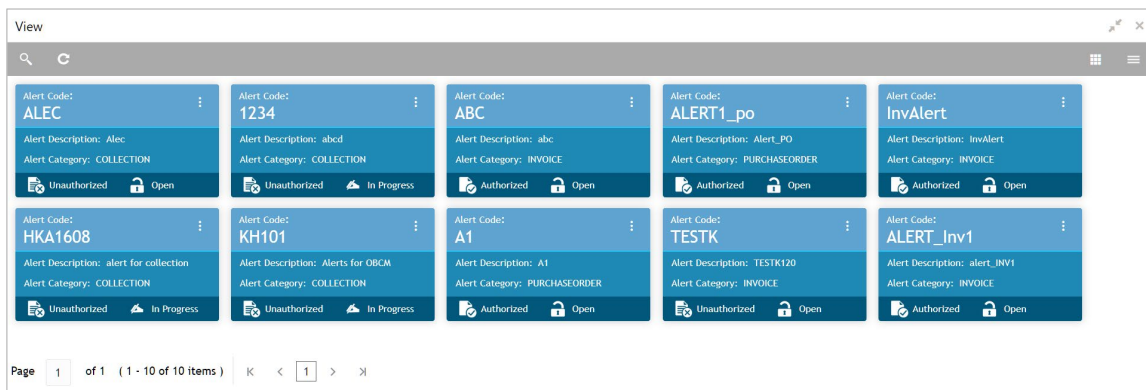 View
Alert Code:
ALEC
Alert Description: Alec
Alert Category: COLLECTION
Unauthorized Open
Alert Code:
1234
Alert Description: abcd
Alert Category: COLLECTION
Unauthorized In Progress
Alert Code:
ABC
Alert Description: abc
Alert Category: INVOICE
Authorized Open
Alert Code:
ALERT1_po
Alert Description: Alert_PO
Alert Category: PURCHASEORDER
Authorized Open
Alert Code:
InvAlert
Alert Description: InvAlert
Alert Category: INVOICE
Authorized Open
Alert Code:
HKA1608
Alert Description: alert for collection
Alert Category: COLLECTION
Unauthorized In Progress
Alert Code:
KH101
Alert Description: Alerts for OBCM
Alert Category: COLLECTION
Unauthorized In Progress
Alert Code:
A1
Alert Description: A1
Alert Category: PURCHASEORDER
Authorized Open
Alert Code:
TESTK
Alert Description: TESTK120
Alert Category: INVOICE
Unauthorized Open
Alert Code:
ALERT_Inv1
Alert Description: alert_INV1
Alert Category: INVOICE
Authorized Open
Page 1 of 1 ( 1 - 10 of 10 items ) 1